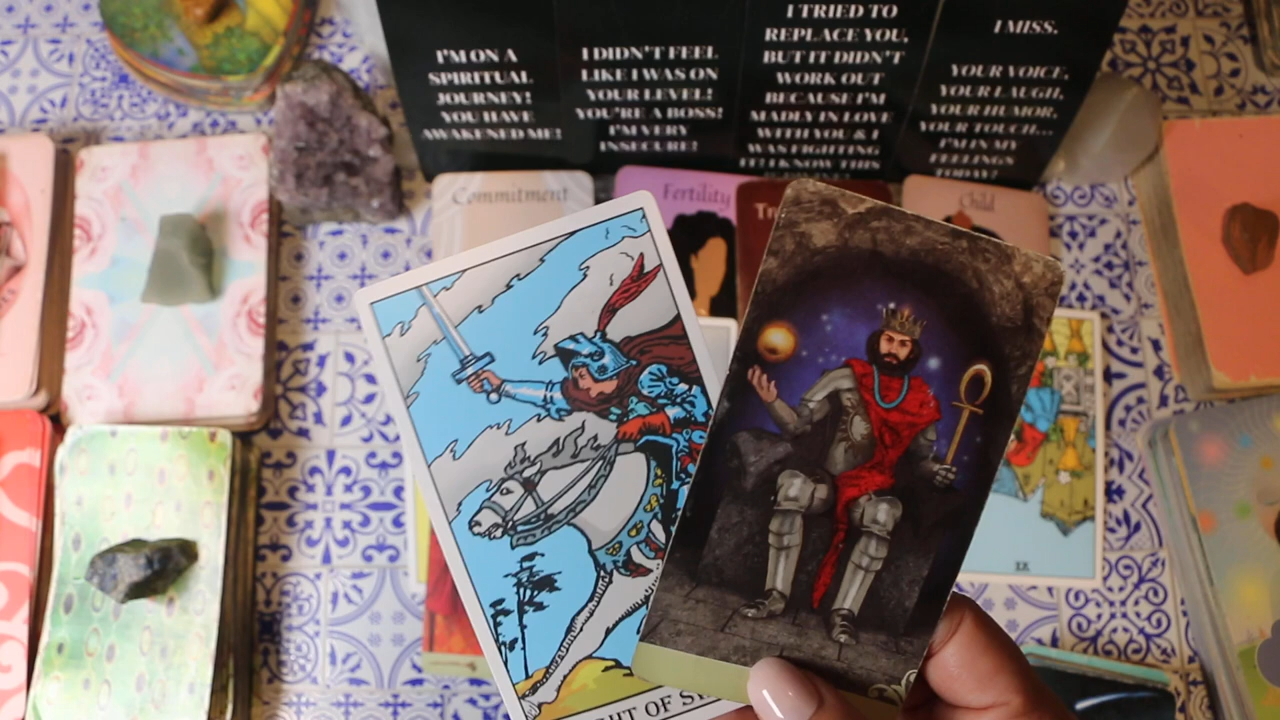 I'M ON A
SPIRITUAL
JOURNEY!
YOU HAVE
AWAKENED ME!
I DIDN'T FEEL
LIKE I WAS ON
YOUR LEVEL!
YOU'RE A BOSS!
I'M VERY
INSECURE!
I TRIED TO
REPLACE YOU,
BUT IT DIDN'T
WORK OUT
BECAUSE I'M
MADLY IN LOVE
WITH YOU & I
WAS FIGHTING
IT! I KNOW THIS
I MISS.
YOUR VOICE,
YOUR LAUGH,
YOUR HUMOR,
YOUR TOUCH...
I'M IN MY
FEELINGS
TODAY!
Commitment
Fertility
Tr
Child
HT OF S
IX